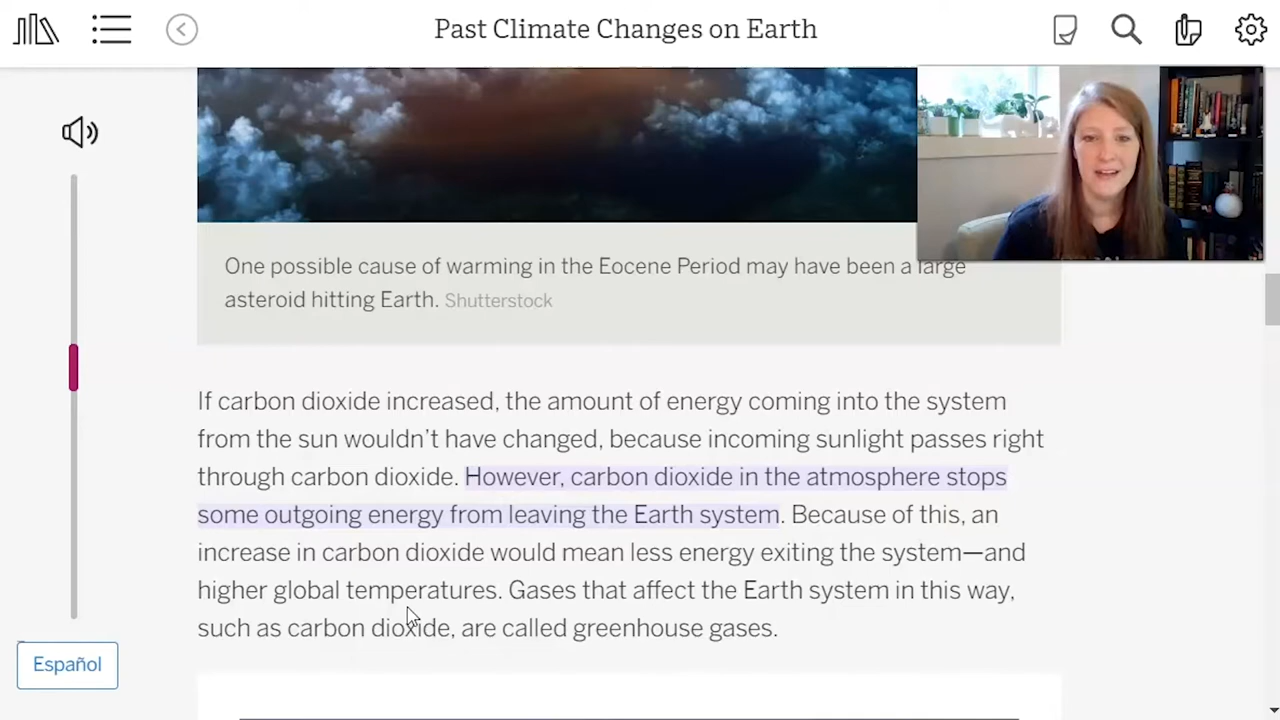 Past Climate Changes on Earth
One possible cause of warming in the Eocene Period may have been a large
asteroid hitting Earth. Shutterstock
If carbon dioxide increased, the amount of energy coming into the system
from the sun wouldn’t have changed, because incoming sunlight passes right
through carbon dioxide. However, carbon dioxide in the atmosphere stops
some outgoing energy from leaving the Earth system. Because of this, an
increase in carbon dioxide would mean less energy exiting the system—and
higher global temperatures. Gases that affect the Earth system in this way,
such as carbon dioxide, are called greenhouse gases.
Español